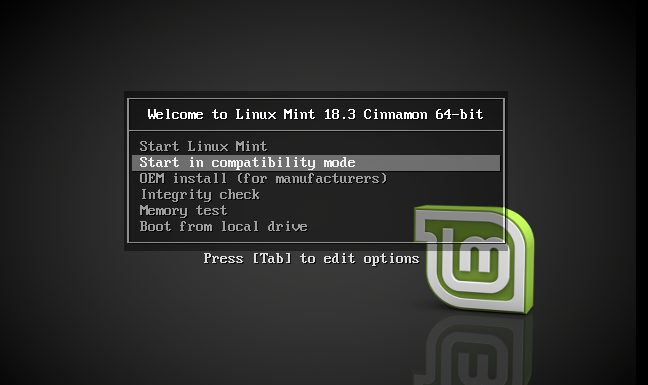 Welcome to Linux Mint 18.3 Cinnamon 64-bit
Start Linux Mint
Start in compatibility mode
OEM install (for manufacturers)
Integrity check
Memory test
Boot from local drive
Press [Tab] to edit options
lm